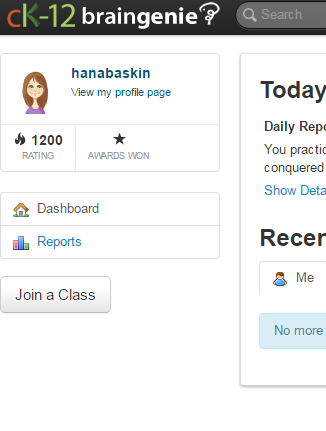 cK-12 braingenie
Search
hanabaskin
View my profile page
1200
RATING
AWARDS WON
Dashboard
Reports
Join a Class
Today
Daily Repo
You practic
conquered
Show Deta
Recen
Me
No more